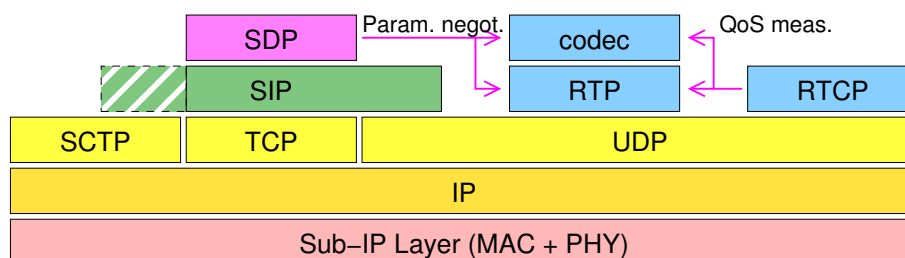 SDP Param. negot. codec QoS meas.
SIP RTP RTCP
SCTP TCP UDP
IP
Sub−IP Layer (MAC + PHY)